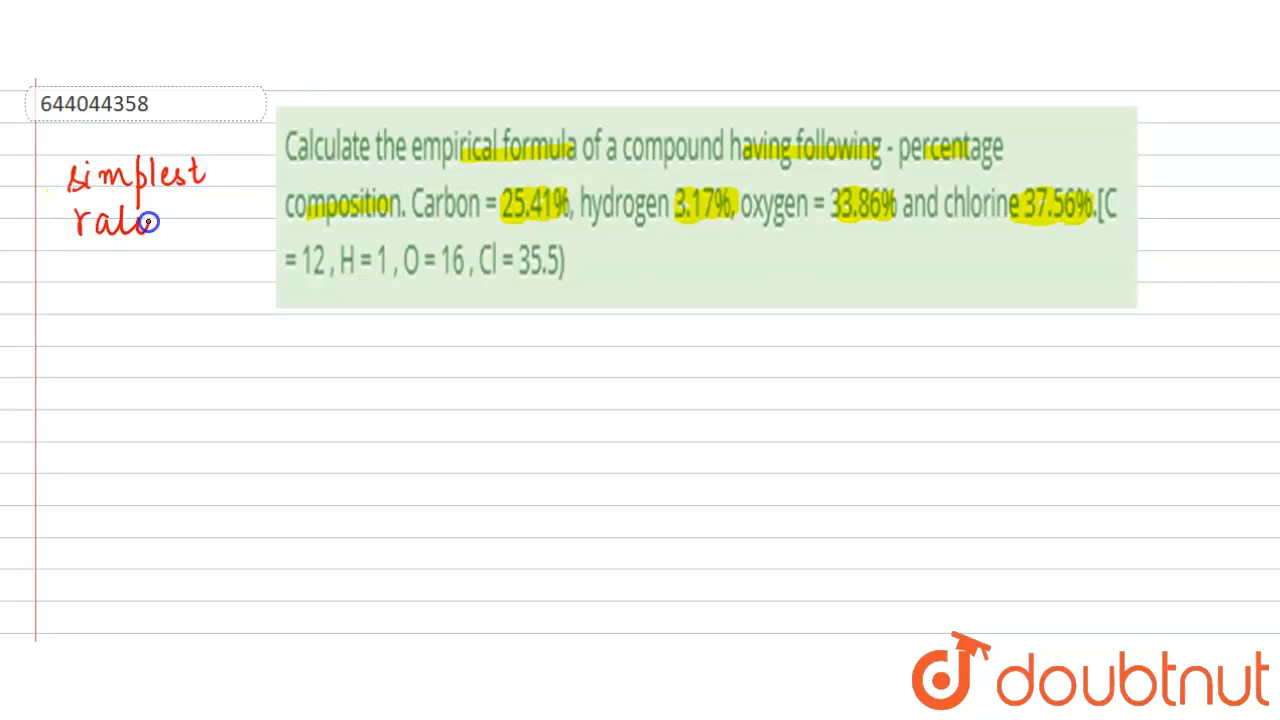 644044358
simplest
Calculate the empirical formula of a compound having following - percentage
composition. Carbon = 25.41%, hydrogen 3.17%, oxygen = 33.86% and chlorine 37.56%.[C
= 12 , H = 1 , O = 16 , Cl = 35.5)
doubtnut